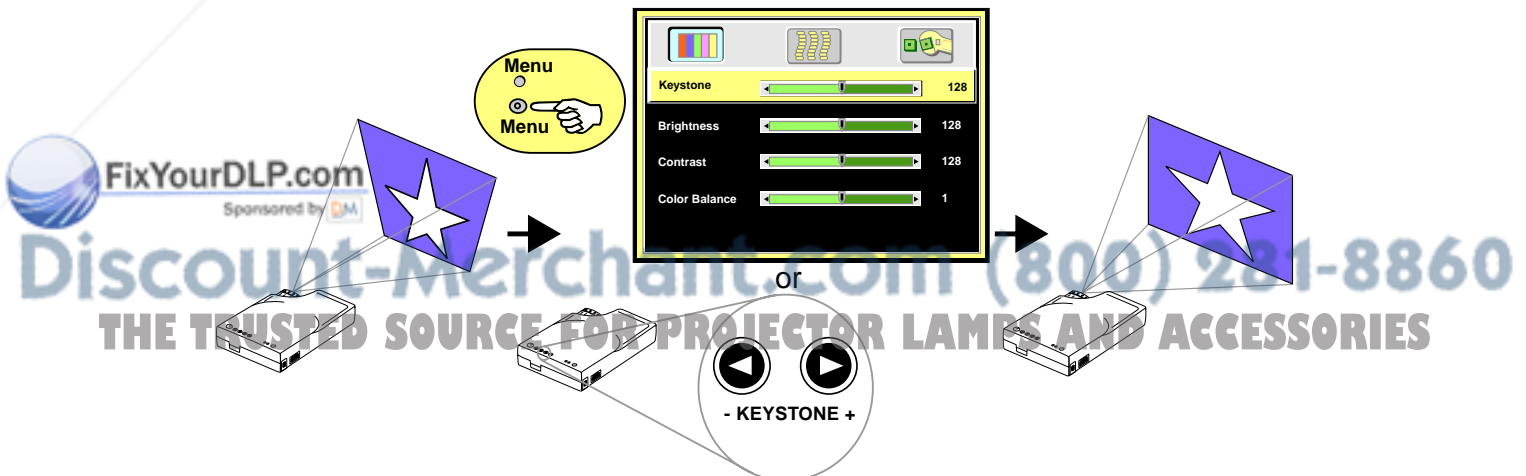 Menu
Menu
Keystone 128
Brightness 128
Contrast 128
Color Balance 1
FixYourDLP.com
Sponsored by DM
Discount-Merchant.com (800) 281-8860
or
THE TRUSTED SOURCE FOR PROJECTOR LAMPS AND ACCESSORIES
- KEYSTONE +